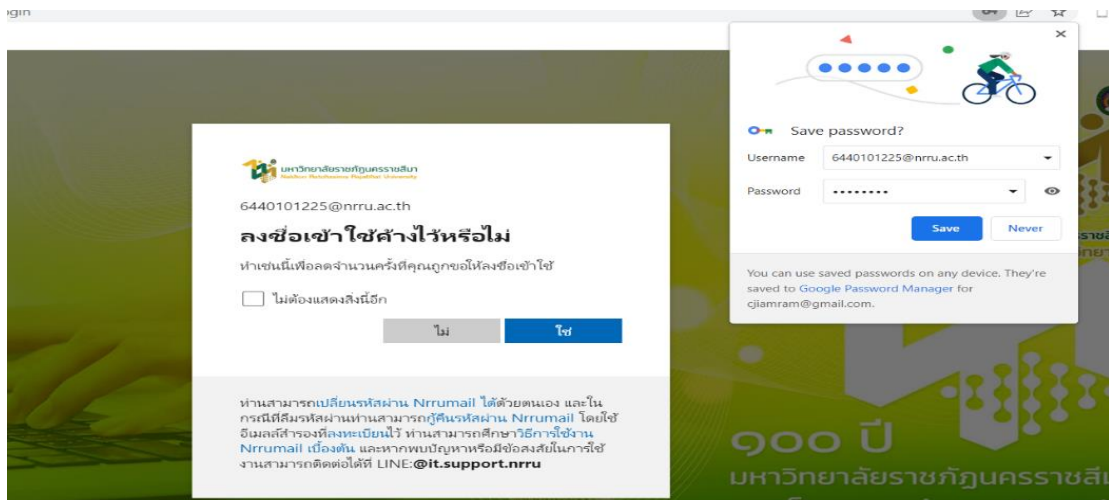 มหาวิทยาลัยราชภัฏนครราชสีมา
Nakhon Ratchasima Rajabhat University
6440101225@nrru.ac.th
ลงชื่อเข้าใช้ค้างไว้หรือไม่
ทำเช่นนี้เพื่อลดจำนวนครั้งที่คุณถูกขอให้ลงชื่อเข้าใช้
ไม่ต้องแสดงสิ่งนี้อีก
ไม่ ใช่
ท่านสามารถเปลี่ยนรหัสผ่าน Nrrumail ได้ด้วยตนเอง และใน
กรณีที่ลืมรหัสผ่านท่านสามารถกู้คืนรหัสผ่าน Nrrumail โดยใช้
อีเมลล์สำรองที่ลงทะเบียนไว้ ท่านสามารถศึกษาวิธีการใช้งาน
Nrrumail เบื้องต้น และหากพบปัญหาหรือมีข้อสงสัยในการใช้
งานสามารถติดต่อได้ที่ LINE:@it.support.nrru
Save password?
Username 6440101225@nrru.ac.th
Password ••••••••
Save Never
You can use saved passwords on any device. They're
saved to Google Password Manager for
cjiamram@gmail.com.
๑๐๐ ปี
มหาวิทยาลัยราชภัฏนครราชสี